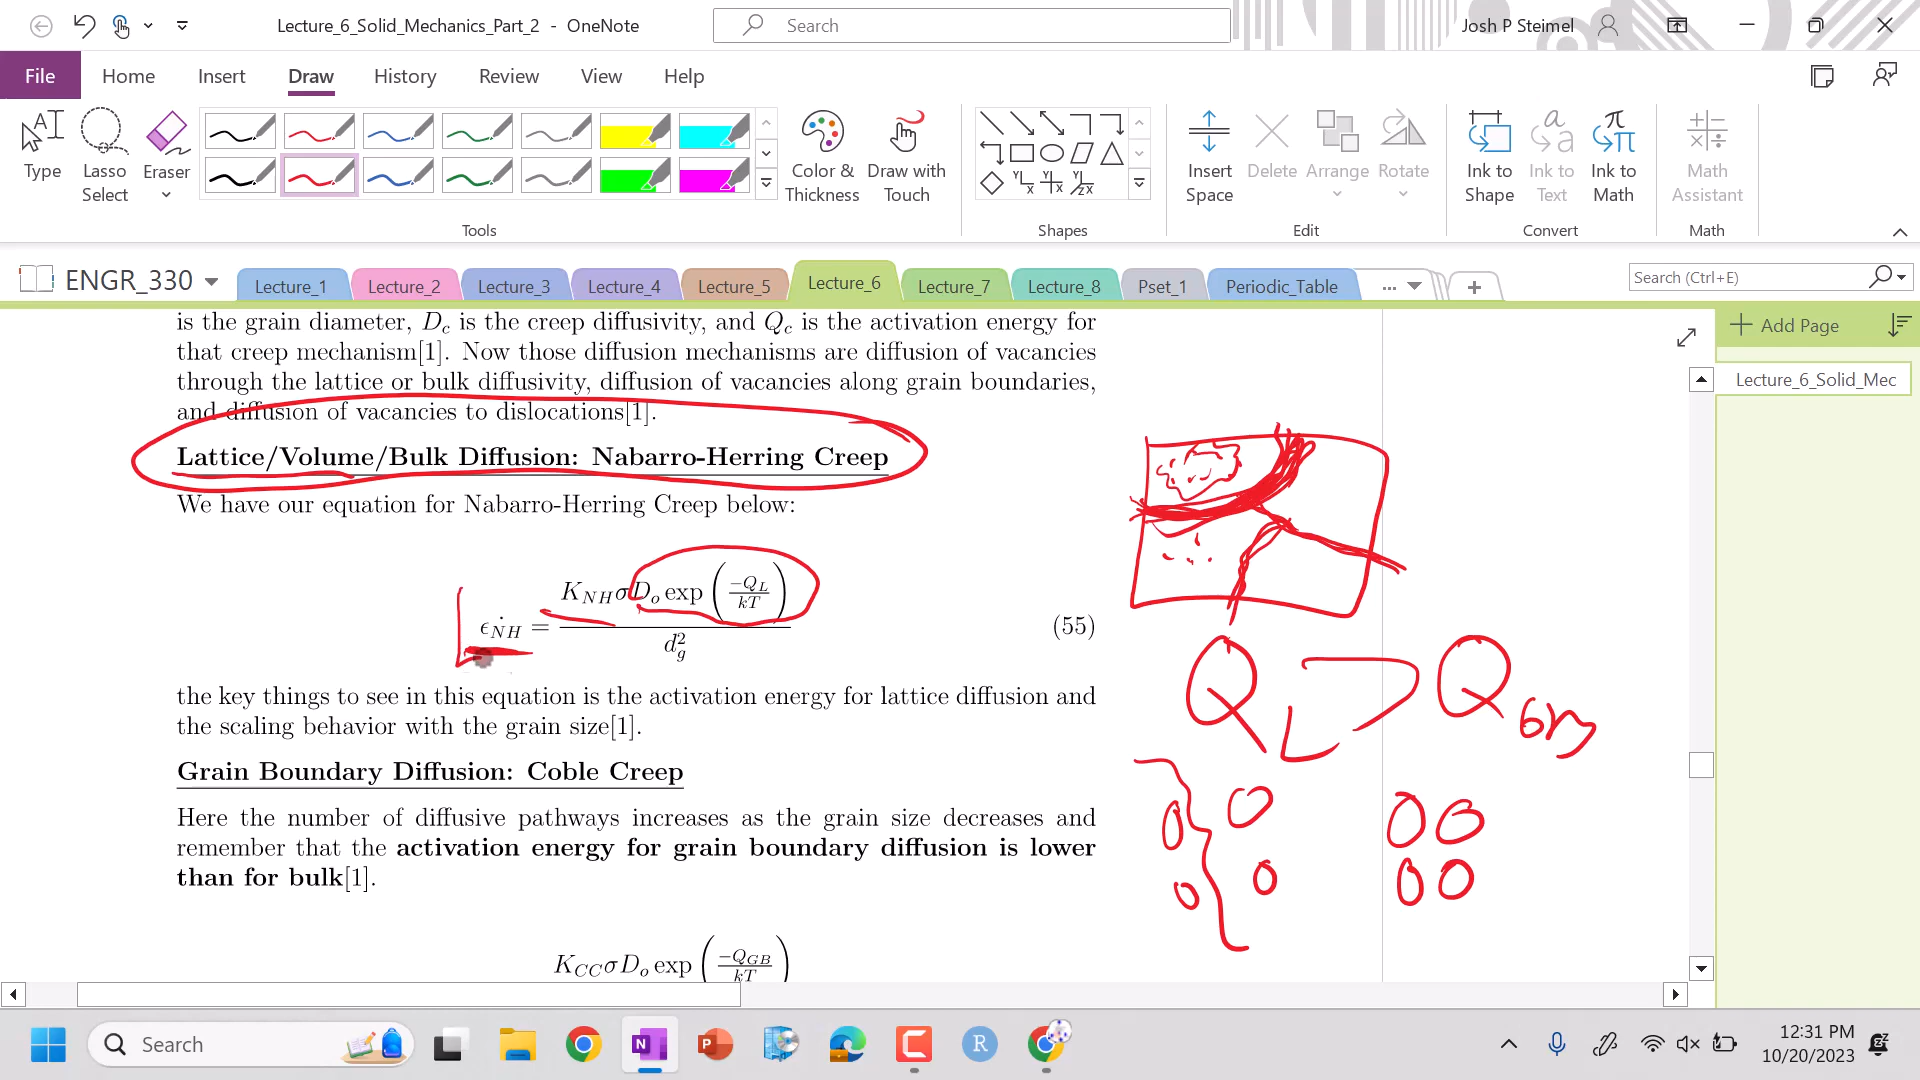 Lecture_6_Solid_Mechanics_Part_2 - OneNote
Search
Josh P Steimel
File Home Insert Draw History Review View Help
Type
Lasso Select
Eraser
Color & Thickness
Draw with Touch
Insert Space
Delete
Arrange
Rotate
Ink to Shape
Ink to Text
Ink to Math
Math Assistant
Tools Shapes Edit Convert Math
ENGR_330
Lecture_1 Lecture_2 Lecture_3 Lecture_4 Lecture_5 Lecture_6 Lecture_7 Lecture_8 Pset_1 Periodic_Table ...
Search (Ctrl+E)
Add Page
Lecture_6_Solid_Mec
is the grain diameter, D_c is the creep diffusivity, and Q_c is the activation energy for
that creep mechanism[1]. Now those diffusion mechanisms are diffusion of vacancies
through the lattice or bulk diffusivity, diffusion of vacancies along grain boundaries,
and diffusion of vacancies to dislocations[1].
Lattice/Volume/Bulk Diffusion: Nabarro-Herring Creep
We have our equation for Nabarro-Herring Creep below:
ϵ̇_NH = K_NH σ D_o exp(−Q_L / kT) / d_g^2 (55)
the key things to see in this equation is the activation energy for lattice diffusion and
the scaling behavior with the grain size[1].
Grain Boundary Diffusion: Coble Creep
Here the number of diffusive pathways increases as the grain size decreases and
remember that the activation energy for grain boundary diffusion is lower
than for bulk[1].
K_CC σ D_o exp(−Q_GB / kT)
Q_L > Q_GB
Search
12:31 PM
10/20/2023